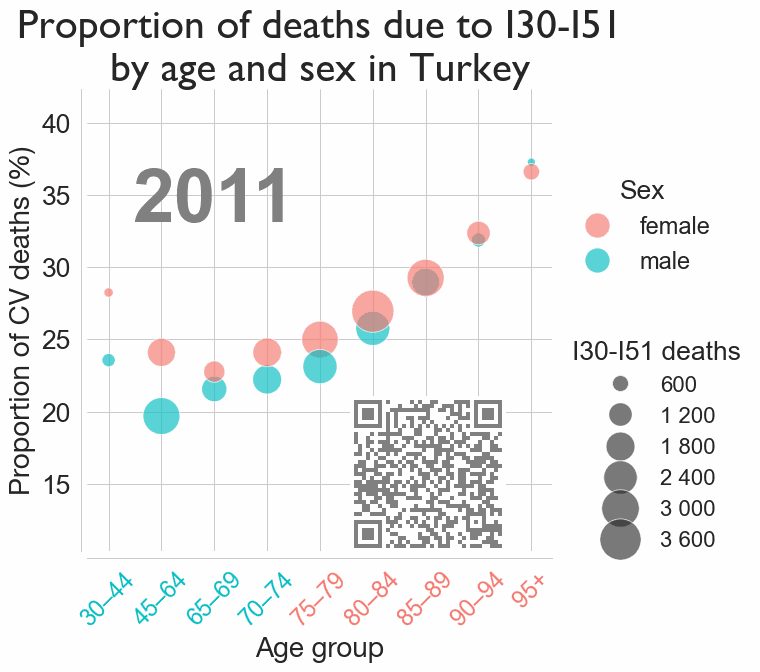 Proportion of deaths due to I30-I51
by age and sex in Turkey
Proportion of CV deaths (%)
40
35
30
25
20
15
2011
30–44
45–64
65–69
70–74
75–79
80–84
85–89
90–94
95+
Age group
Sex
female
male
I30-I51 deaths
600
1 200
1 800
2 400
3 000
3 600